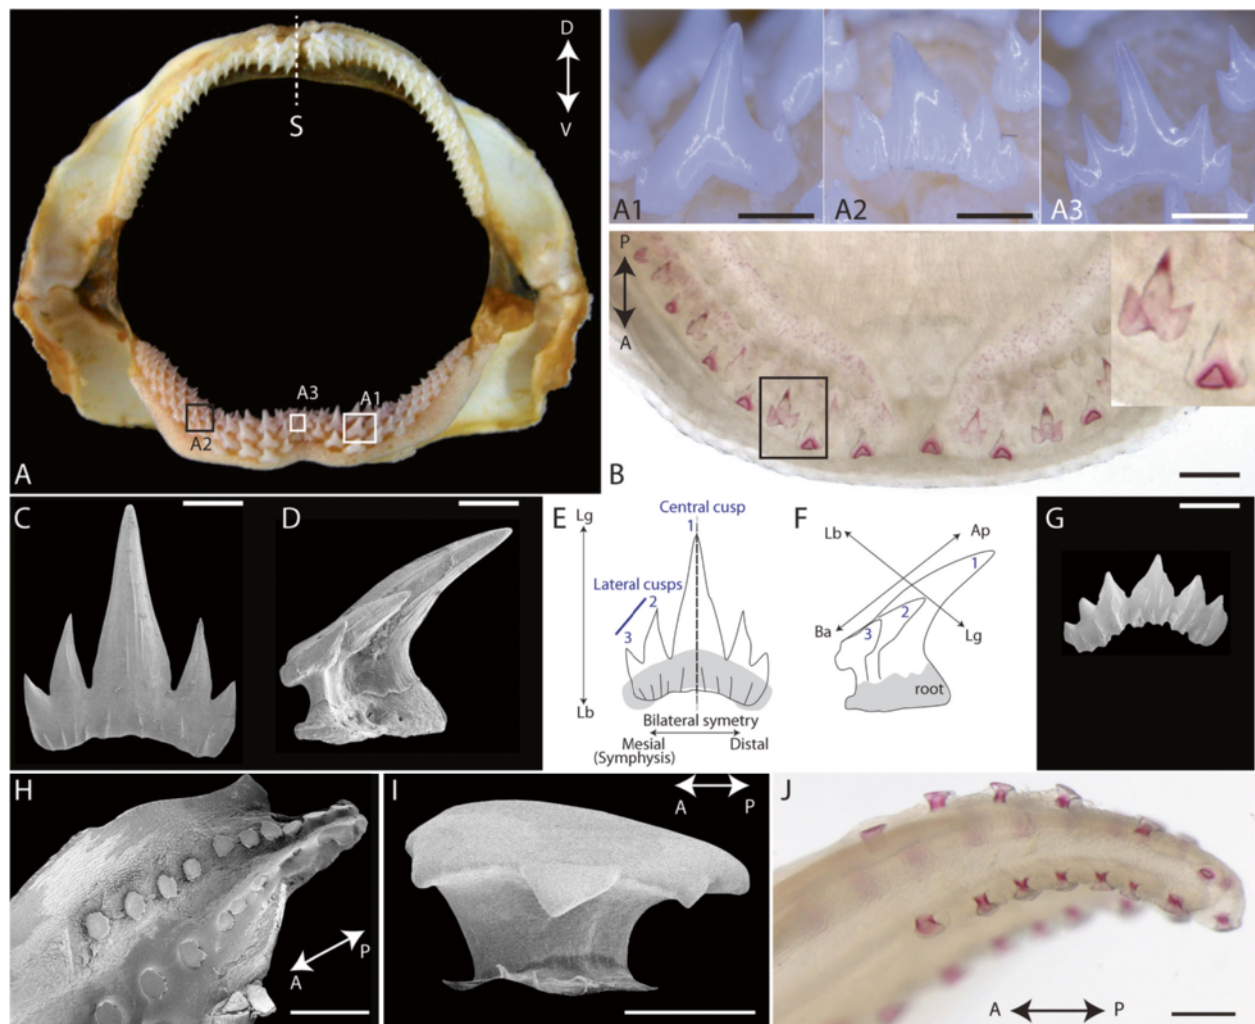 D
V
S
A3
A1
A2
A
A1
A2
A3
P
A
B
C
D
E
Lg
Lb
Central cusp
1
Lateral cusps
2
3
Bilateral symetry
Mesial
(Symphysis)
Distal
F
Lb
Ap
1
2
3
Ba
Lg
root
G
H
A
P
I
A
P
J
A
P